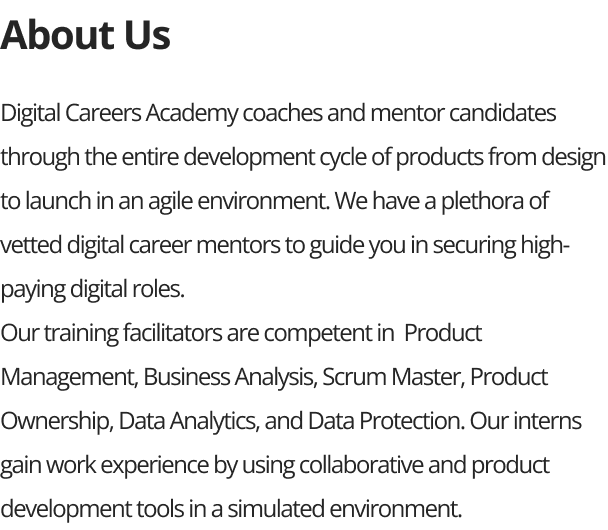 About Us
Digital Careers Academy coaches and mentor candidates
through the entire development cycle of products from design
to launch in an agile environment. We have a plethora of
vetted digital career mentors to guide you in securing high-
paying digital roles.
Our training facilitators are competent in  Product
Management, Business Analysis, Scrum Master, Product
Ownership, Data Analytics, and Data Protection. Our interns
gain work experience by using collaborative and product
development tools in a simulated environment.